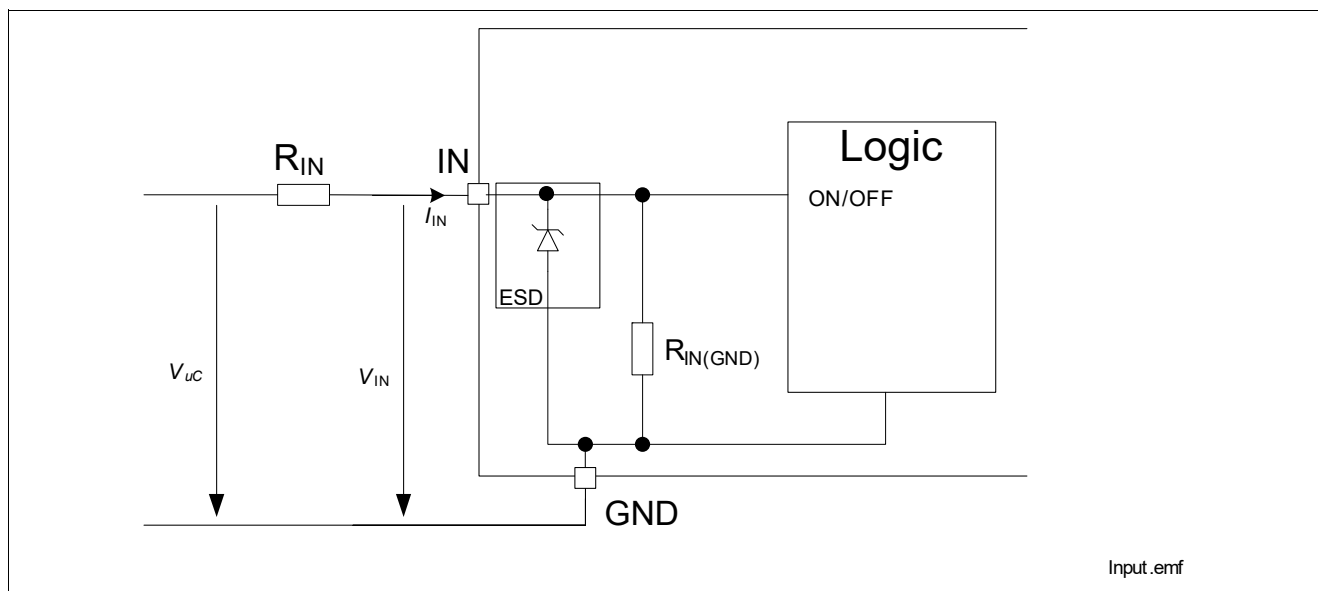 Logic
R_IN
IN
ON/OFF
I_IN
ESD
R_IN(GND)
V_uC
V_IN
GND
Input.emf